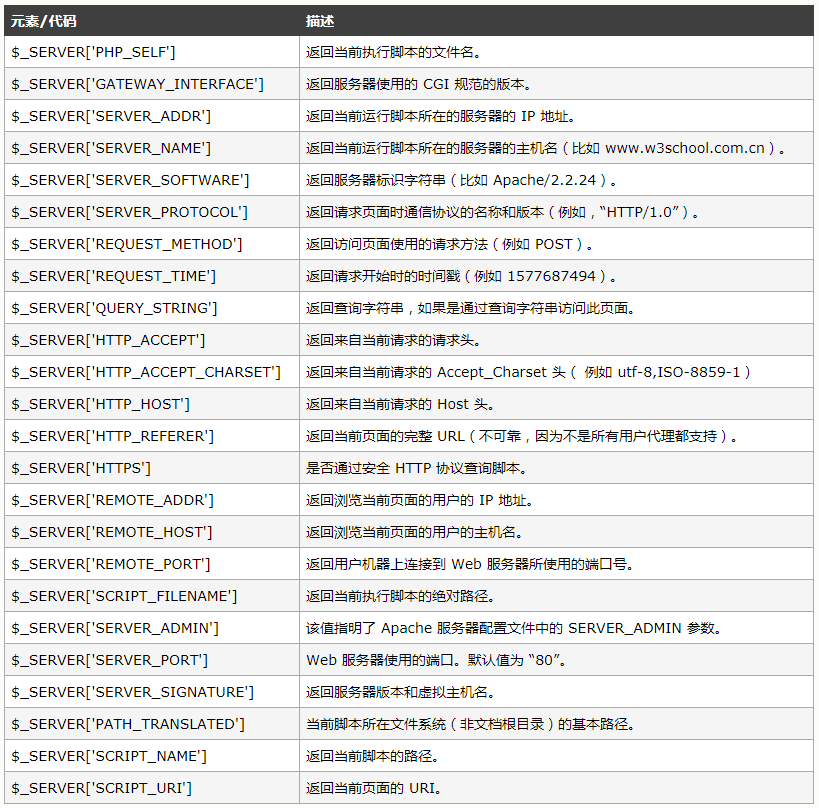 元素/代码 描述
$_SERVER['PHP_SELF'] 返回当前执行脚本的文件名。
$_SERVER['GATEWAY_INTERFACE'] 返回服务器使用的 CGI 规范的版本。
$_SERVER['SERVER_ADDR'] 返回当前运行脚本所在的服务器的 IP 地址。
$_SERVER['SERVER_NAME'] 返回当前运行脚本所在的服务器的主机名（比如 www.w3school.com.cn）。
$_SERVER['SERVER_SOFTWARE'] 返回服务器标识字符串（比如 Apache/2.2.24）。
$_SERVER['SERVER_PROTOCOL'] 返回请求页面时通信协议的名称和版本（例如，“HTTP/1.0”）。
$_SERVER['REQUEST_METHOD'] 返回访问页面使用的请求方法（例如 POST）。
$_SERVER['REQUEST_TIME'] 返回请求开始时的时间戳（例如 1577687494）。
$_SERVER['QUERY_STRING'] 返回查询字符串，如果是通过查询字符串访问此页面。
$_SERVER['HTTP_ACCEPT'] 返回来自当前请求的请求头。
$_SERVER['HTTP_ACCEPT_CHARSET'] 返回来自当前请求的 Accept_Charset 头（ 例如 utf-8,ISO-8859-1）
$_SERVER['HTTP_HOST'] 返回来自当前请求的 Host 头。
$_SERVER['HTTP_REFERER'] 返回当前页面的完整 URL（不可靠，因为不是所有用户代理都支持）。
$_SERVER['HTTPS'] 是否通过安全 HTTP 协议查询脚本。
$_SERVER['REMOTE_ADDR'] 返回浏览当前页面的用户的 IP 地址。
$_SERVER['REMOTE_HOST'] 返回浏览当前页面的用户的主机名。
$_SERVER['REMOTE_PORT'] 返回用户机器上连接到 Web 服务器所使用的端口号。
$_SERVER['SCRIPT_FILENAME'] 返回当前执行脚本的绝对路径。
$_SERVER['SERVER_ADMIN'] 该值指明了 Apache 服务器配置文件中的 SERVER_ADMIN 参数。
$_SERVER['SERVER_PORT'] Web 服务器使用的端口。默认值为 “80”。
$_SERVER['SERVER_SIGNATURE'] 返回服务器版本和虚拟主机名。
$_SERVER['PATH_TRANSLATED'] 当前脚本所在文件系统（非文档根目录）的基本路径。
$_SERVER['SCRIPT_NAME'] 返回当前脚本的路径。
$_SERVER['SCRIPT_URI'] 返回当前页面的 URI。